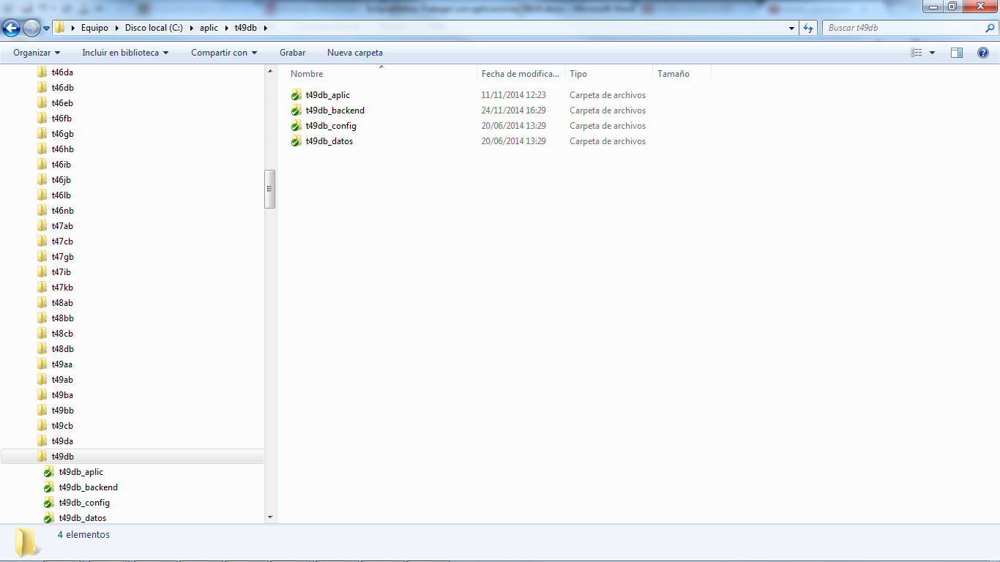 Equipo Disco local (C:) aplic t49db
Buscar t49db
Organizar Incluir en biblioteca Compartir con Grabar Nueva carpeta
t46da
t46db
t46eb
t46fb
t46gb
t46hb
t46ib
t46jb
t46lb
t46nb
t47ab
t47cb
t47gb
t47ib
t47kb
t48ab
t48bb
t48cb
t48db
t49aa
t49ab
t49ba
t49bb
t49cb
t49da
t49db
t49db_aplic
t49db_backend
t49db_config
t49db_datos
Nombre Fecha de modifica... Tipo Tamaño
t49db_aplic 11/11/2014 12:23 Carpeta de archivos
t49db_backend 24/11/2014 16:29 Carpeta de archivos
t49db_config 20/06/2014 13:29 Carpeta de archivos
t49db_datos 20/06/2014 13:29 Carpeta de archivos
4 elementos